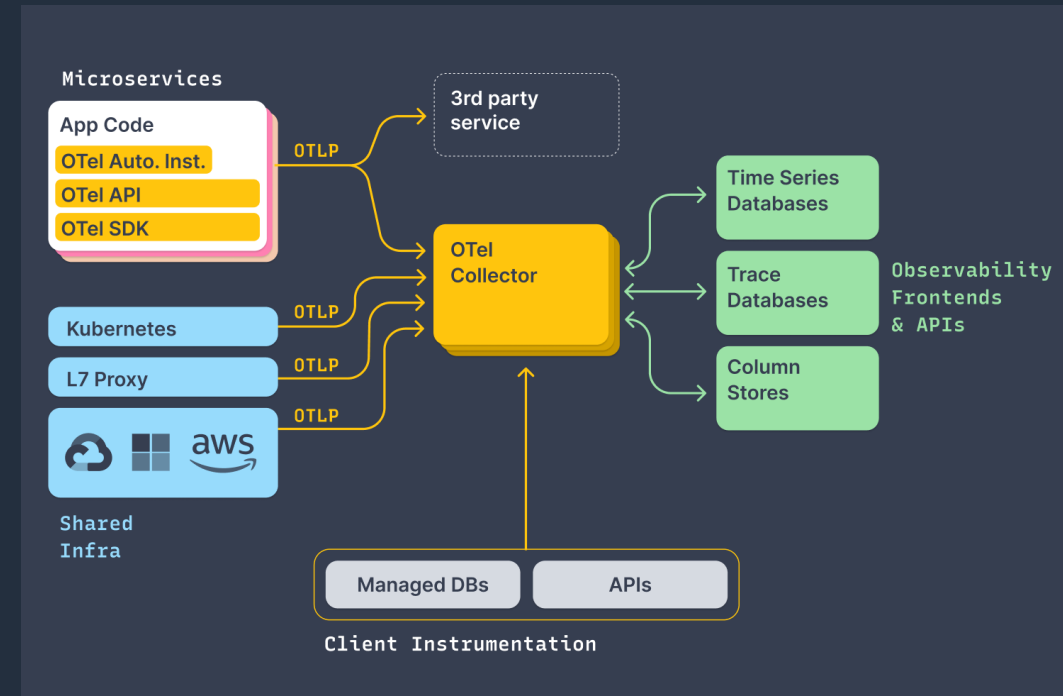 Microservices
App Code
OTel Auto. Inst.
OTel API
OTel SDK
OTLP
3rd party
service
OTel
Collector
Time Series
Databases
Trace
Databases
Column
Stores
Observability
Frontends
& APIs
Kubernetes
OTLP
L7 Proxy
OTLP
OTLP
aws
Shared
Infra
Managed DBs
APIs
Client Instrumentation